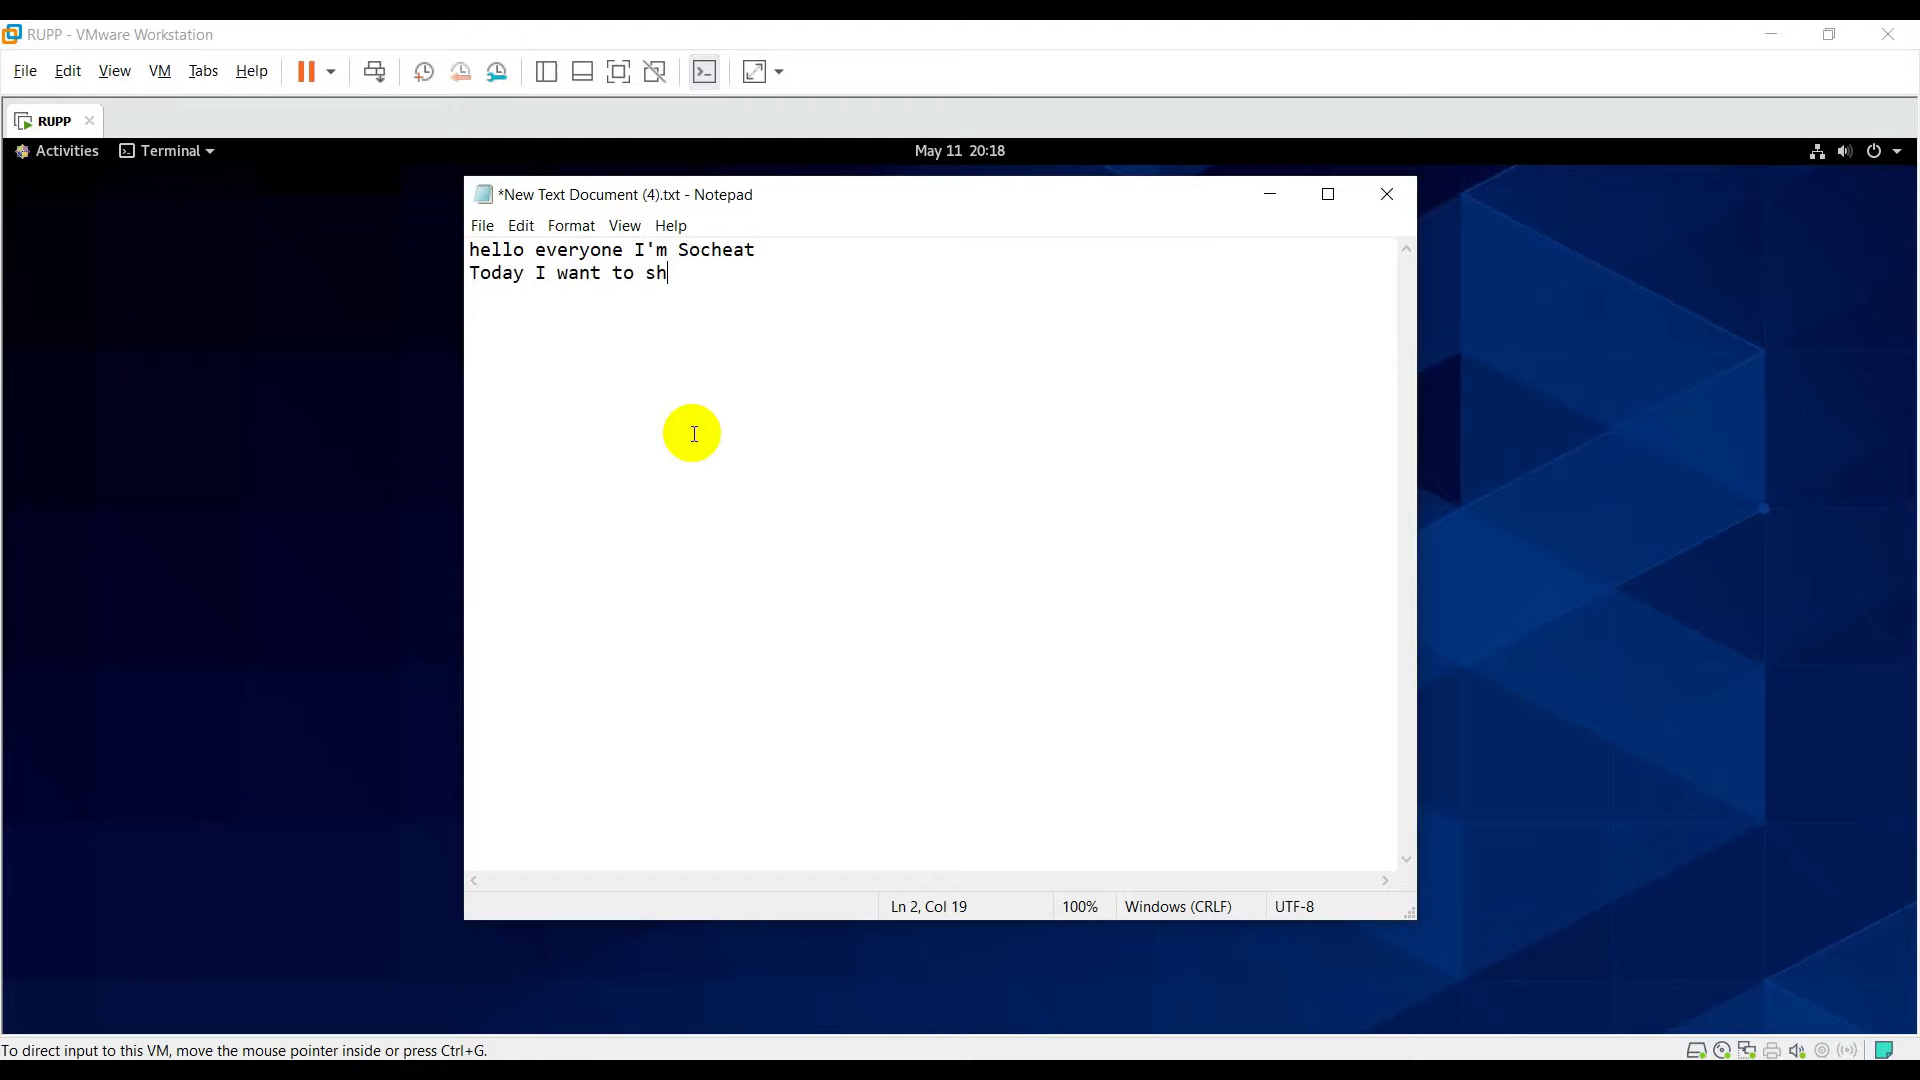 RUPP - VMware Workstation
File Edit View VM Tabs Help
RUPP
Activities Terminal May 11 20:18
*New Text Document (4).txt - Notepad
File Edit Format View Help
hello everyone I'm Socheat
Today I want to sh
Ln 2, Col 19 100% Windows (CRLF) UTF-8
To direct input to this VM, move the mouse pointer inside or press Ctrl+G.